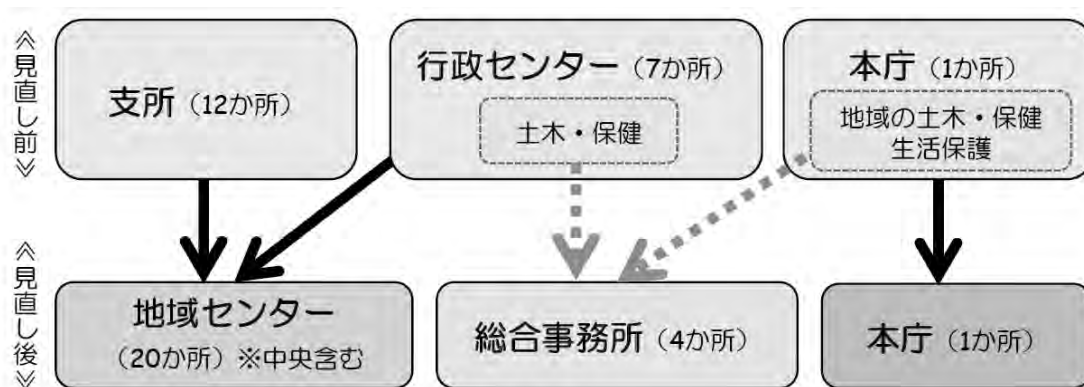 ≪見直し前≫
支所（12か所）
行政センター（7か所）
土木・保健
本庁（1か所）
地域の土木・保健
生活保護
≪見直し後≫
地域センター
（20か所）※中央含む
総合事務所（4か所）
本庁（1か所）